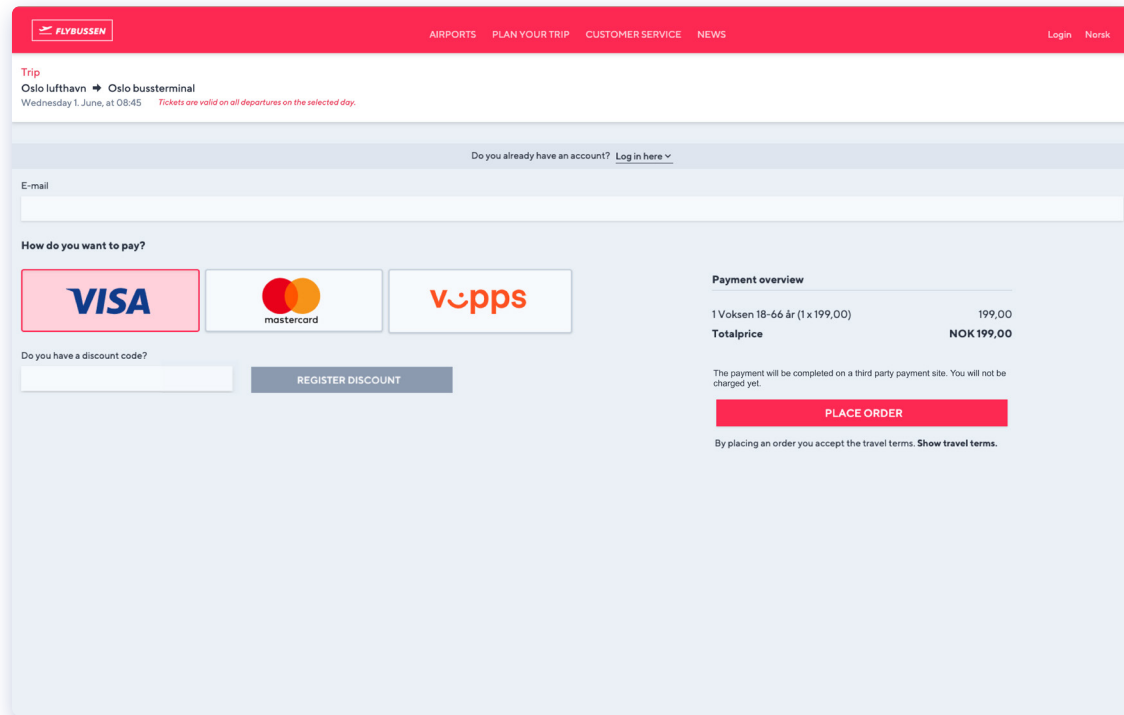 FLYBUSSEN
AIRPORTS PLAN YOUR TRIP CUSTOMER SERVICE NEWS
Login Norsk
Trip
Oslo lufthavn 🠮 Oslo bussterminal
Wednesday 1. June, at 08:45 Tickets are valid on all departures on the selected day.
Do you already have an account? Log in here
E-mail
How do you want to pay?
VISA
mastercard
vipps
Do you have a discount code?
REGISTER DISCOUNT
Payment overview
1 Voksen 18-66 år (1 x 199,00) 199,00
Totalprice NOK 199,00
The payment will be completed on a third party payment site. You will not be
charged yet.
PLACE ORDER
By placing an order you accept the travel terms. Show travel terms.